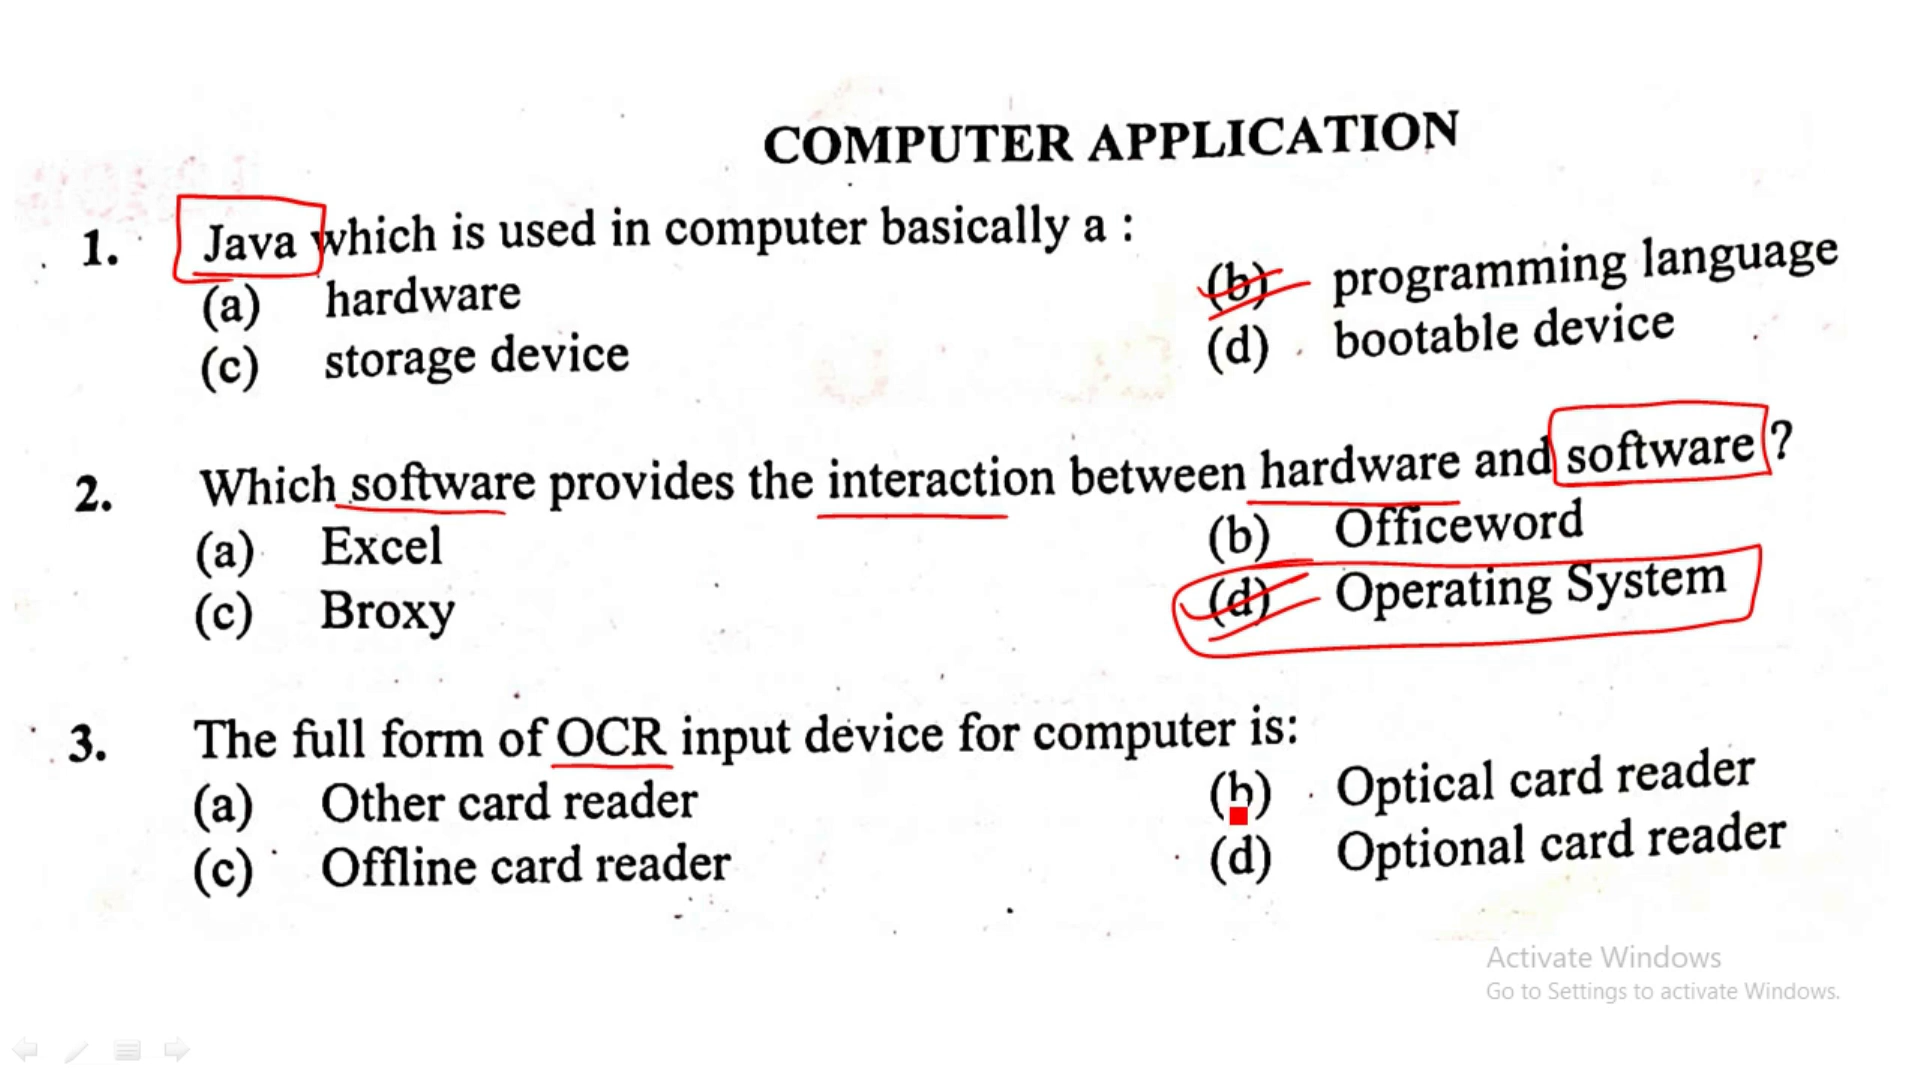 COMPUTER APPLICATION
1. Java which is used in computer basically a :
(a) hardware (b) programming language
(c) storage device (d) bootable device
2. Which software provides the interaction between hardware and software ?
(a) Excel (b) Officeword
(c) Broxy (d) Operating System
3. The full form of OCR input device for computer is:
(a) Other card reader (b) Optical card reader
(c) Offline card reader (d) Optional card reader
Activate Windows
Go to Settings to activate Windows.